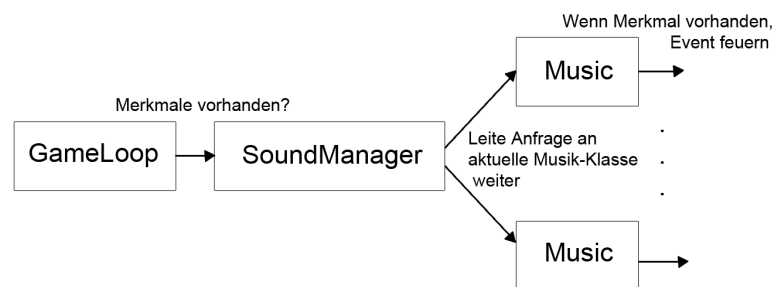 Wenn Merkmal vorhanden,
Event feuern
Music
Merkmale vorhanden?
GameLoop
SoundManager
Leite Anfrage an
aktuelle Musik-Klasse
weiter
Music